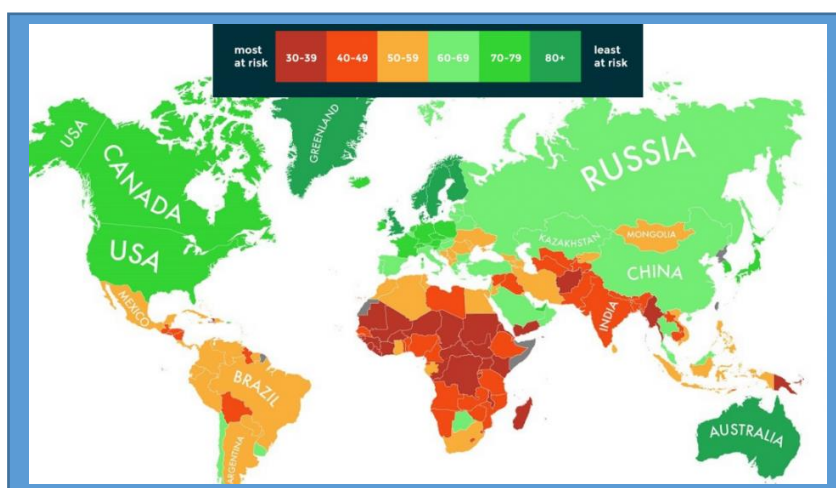 most
at risk
30-39
40-49
50-59
60-69
70-79
80+
least
at risk
USA
CANADA
USA
GREENLAND
RUSSIA
KAZAKHSTAN
MONGOLIA
CHINA
MEXICO
INDIA
BRAZIL
ARGENTINA
AUSTRALIA